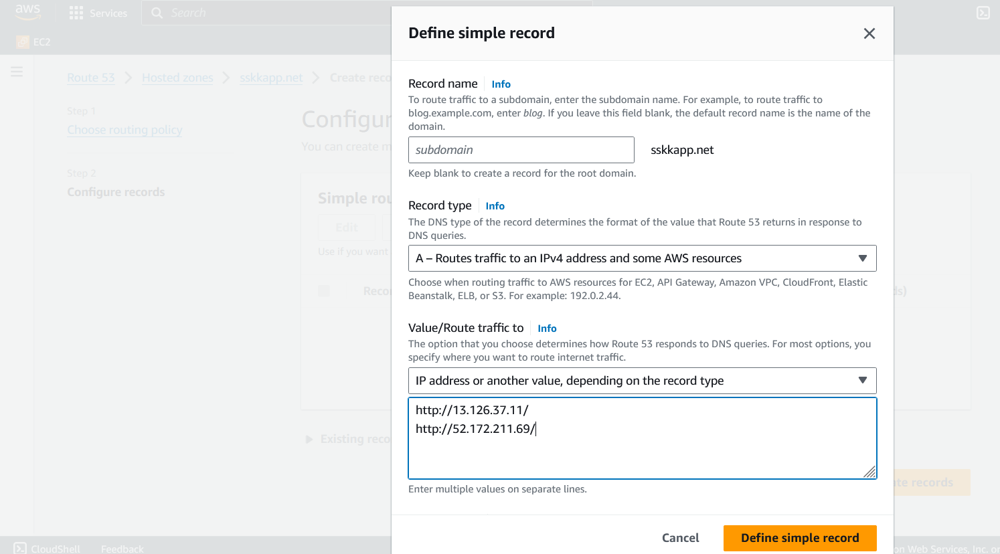 aws
Services
Search
EC2
Define simple record
Route 53
Hosted zones
sskkapp.net
Create reco
Step 1
Choose routing policy
Step 2
Configure records
Configur
You can create m
Simple rou
Edit
Use if you want
Recor
ds)
Existing reco
te records
Record name
Info
To route traffic to a subdomain, enter the subdomain name. For example, to route traffic to
blog.example.com, enter blog. If you leave this field blank, the default record name is the name of the
domain.
subdomain
sskkapp.net
Keep blank to create a record for the root domain.
Record type
Info
The DNS type of the record determines the format of the value that Route 53 returns in response to
DNS queries.
A – Routes traffic to an IPv4 address and some AWS resources
Choose when routing traffic to AWS resources for EC2, API Gateway, Amazon VPC, CloudFront, Elastic
Beanstalk, ELB, or S3. For example: 192.0.2.44.
Value/Route traffic to
Info
The option that you choose determines how Route 53 responds to DNS queries. For most options, you
specify where you want to route internet traffic.
IP address or another value, depending on the record type
http://13.126.37.11/
http://52.172.211.69/
Enter multiple values on separate lines.
Cancel
Define simple record
CloudShell
Feedback
on Web Services, Inc. or